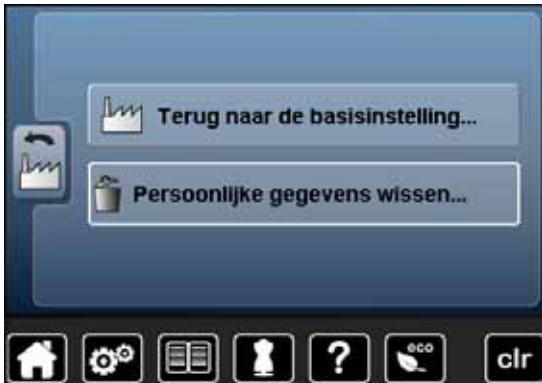 Terug naar de basisinstelling...
Persoonlijke gegevens wissen...
? eco clr